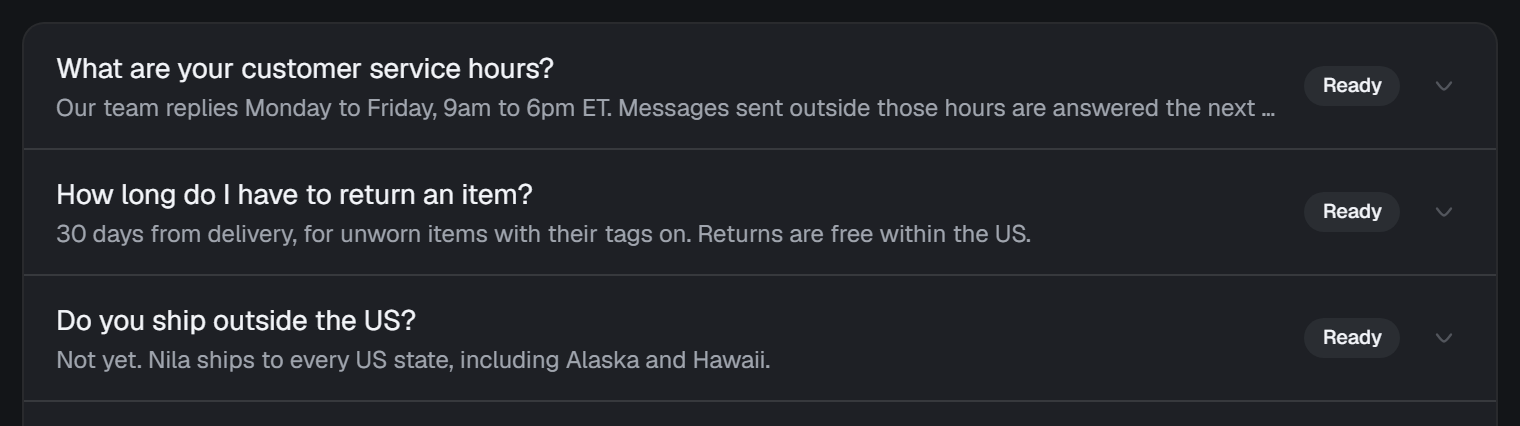 What are your customer service hours?
Our team replies Monday to Friday, 9am to 6pm ET. Messages sent outside those hours are answered the next ...
Ready
How long do I have to return an item?
30 days from delivery, for unworn items with their tags on. Returns are free within the US.
Ready
Do you ship outside the US?
Not yet. Nila ships to every US state, including Alaska and Hawaii.
Ready